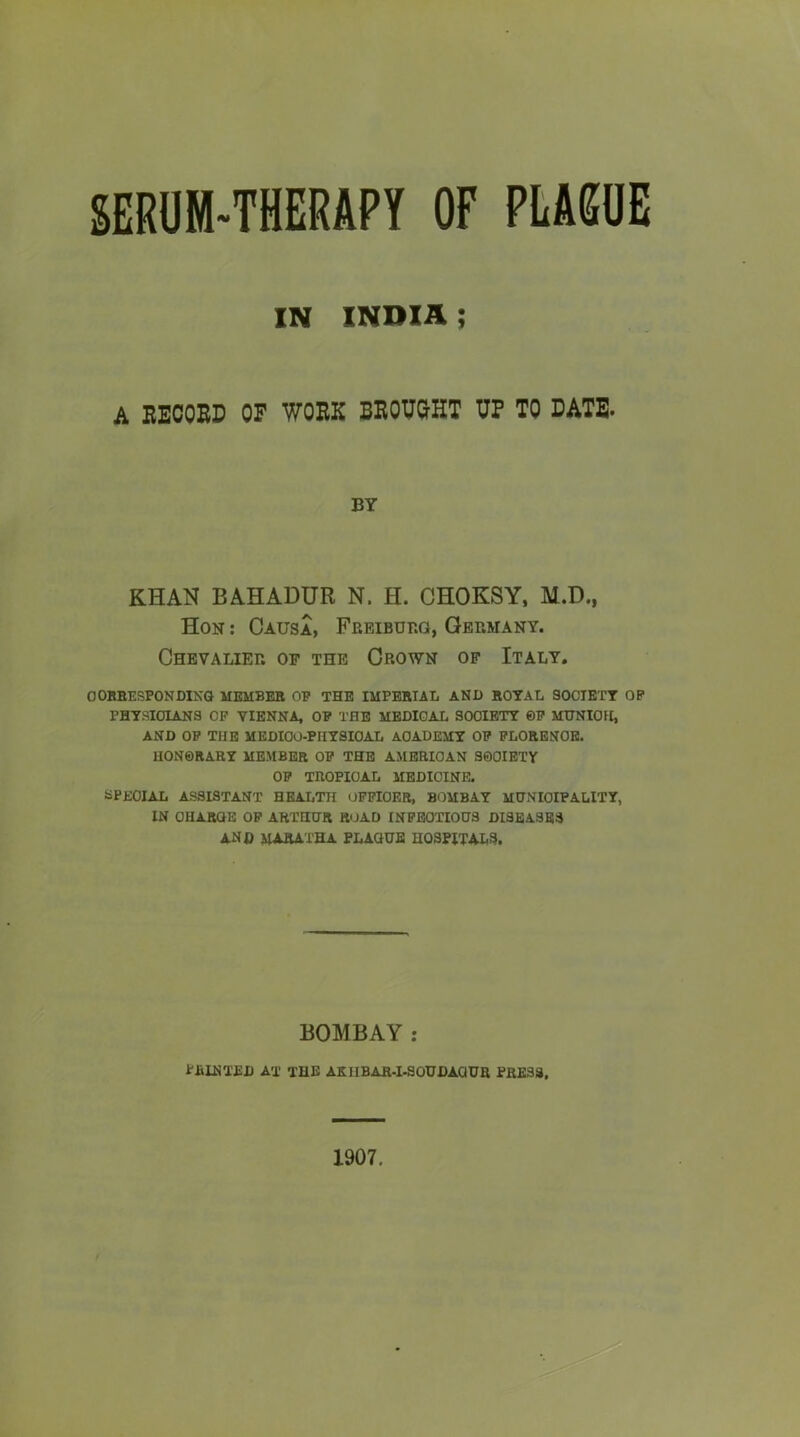 SERUM-THERAPY OF PLAGUE
IN INDIA;
A RECORD OF WORK BROUGHT UP TO DATE.
BY
KHAN BAHADUR N. H. CHOKSY, M.D.,
HON: CAUSÂ, FREIBURG, GERMANY.
CHEVALIER OF THE CROWN OF ITALY.
CORRESPONDING MEMBER OF THE IMPERIAL AND ROYAL SOCIETY OF
PHYSICIANS OF VIENNA, OF THE MEDICAL SOCIETY OF MUNICH,
AND OF THE MEDICO-PHYSICAL ACADEMY OF FLORENCE.
HONORARY MEMBER OF THE AMERICAN SOCIETY
OF TROPICAL MEDICINE.
SPECIAL ASSISTANT HEALTH OFFICER, BOMBAY MUNICIPALITY,
IN CHARGE OF ARTHUR ROAD INFECTIOUS DISEASES
AND MARATHA PLAGUE HOSPITALS.
BOMBAY:
PRINTED AT THE AKHBAR-I-SOUDAGUR PRESS,
1907.